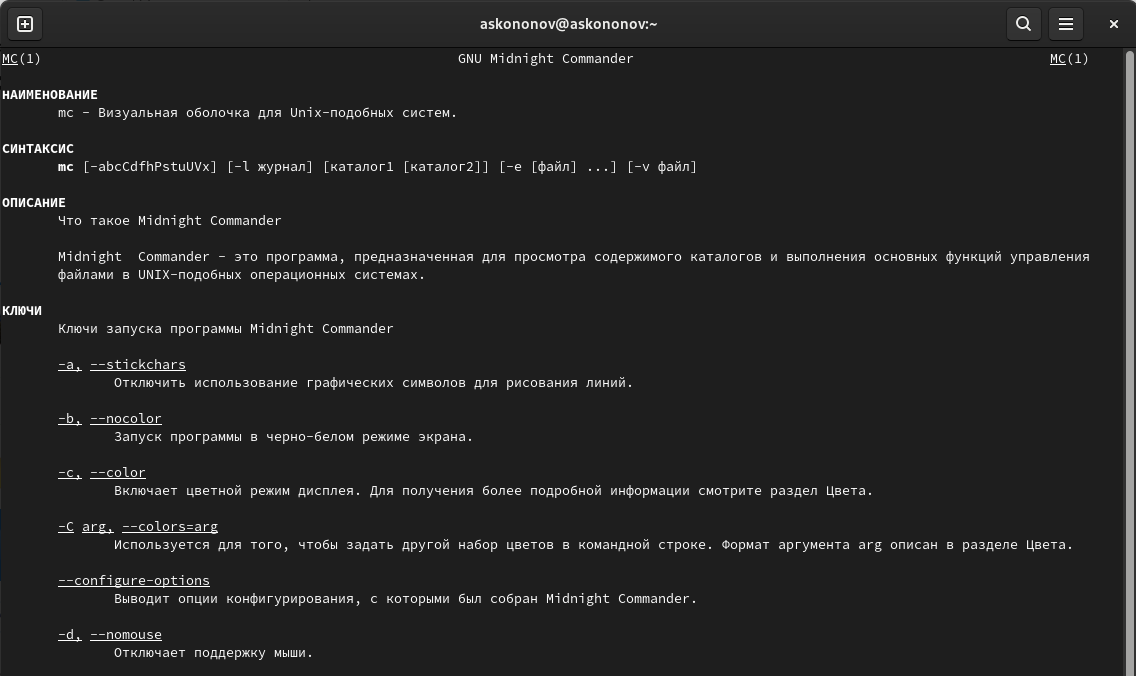 askononov@askononov:~
MC(1) GNU Midnight Commander MC(1)
НАИМЕНОВАНИЕ
mc - Визуальная оболочка для Unix-подобных систем.
СИНТАКСИС
mc [-abcCdfhPstuUVx] [-l журнал] [каталог1 [каталог2]] [-e [файл] ...] [-v файл]
ОПИСАНИЕ
Что такое Midnight Commander
Midnight  Commander - это программа, предназначенная для просмотра содержимого каталогов и выполнения основных функций управления
файлами в UNIX-подобных операционных системах.
КЛЮЧИ
Ключи запуска программы Midnight Commander
-a, --stickchars
Отключить использование графических символов для рисования линий.
-b, --nocolor
Запуск программы в черно-белом режиме экрана.
-c, --color
Включает цветной режим дисплея. Для получения более подробной информации смотрите раздел Цвета.
-C arg, --colors=arg
Используется для того, чтобы задать другой набор цветов в командной строке. Формат аргумента arg описан в разделе Цвета.
--configure-options
Выводит опции конфигурирования, с которыми был собран Midnight Commander.
-d, --nomouse
Отключает поддержку мыши.